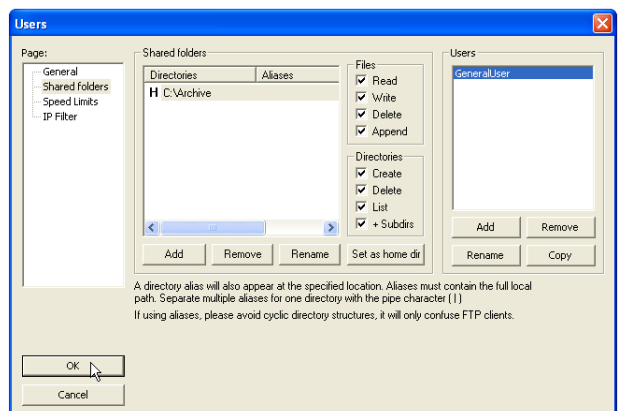 Users
Page:
General
Shared folders
Speed Limits
IP Filter
Shared folders
Directories Aliases
H C:\Archive
Files
Read
Write
Delete
Append
Directories
Create
Delete
List
+ Subdirs
Add Remove Rename Set as home dir
Users
GeneralUser
Add Remove
Rename Copy
A directory alias will also appear at the specified location. Aliases must contain the full local
path. Separate multiple aliases for one directory with the pipe character ( | )
If using aliases, please avoid cyclic directory structures, it will only confuse FTP clients.
OK
Cancel